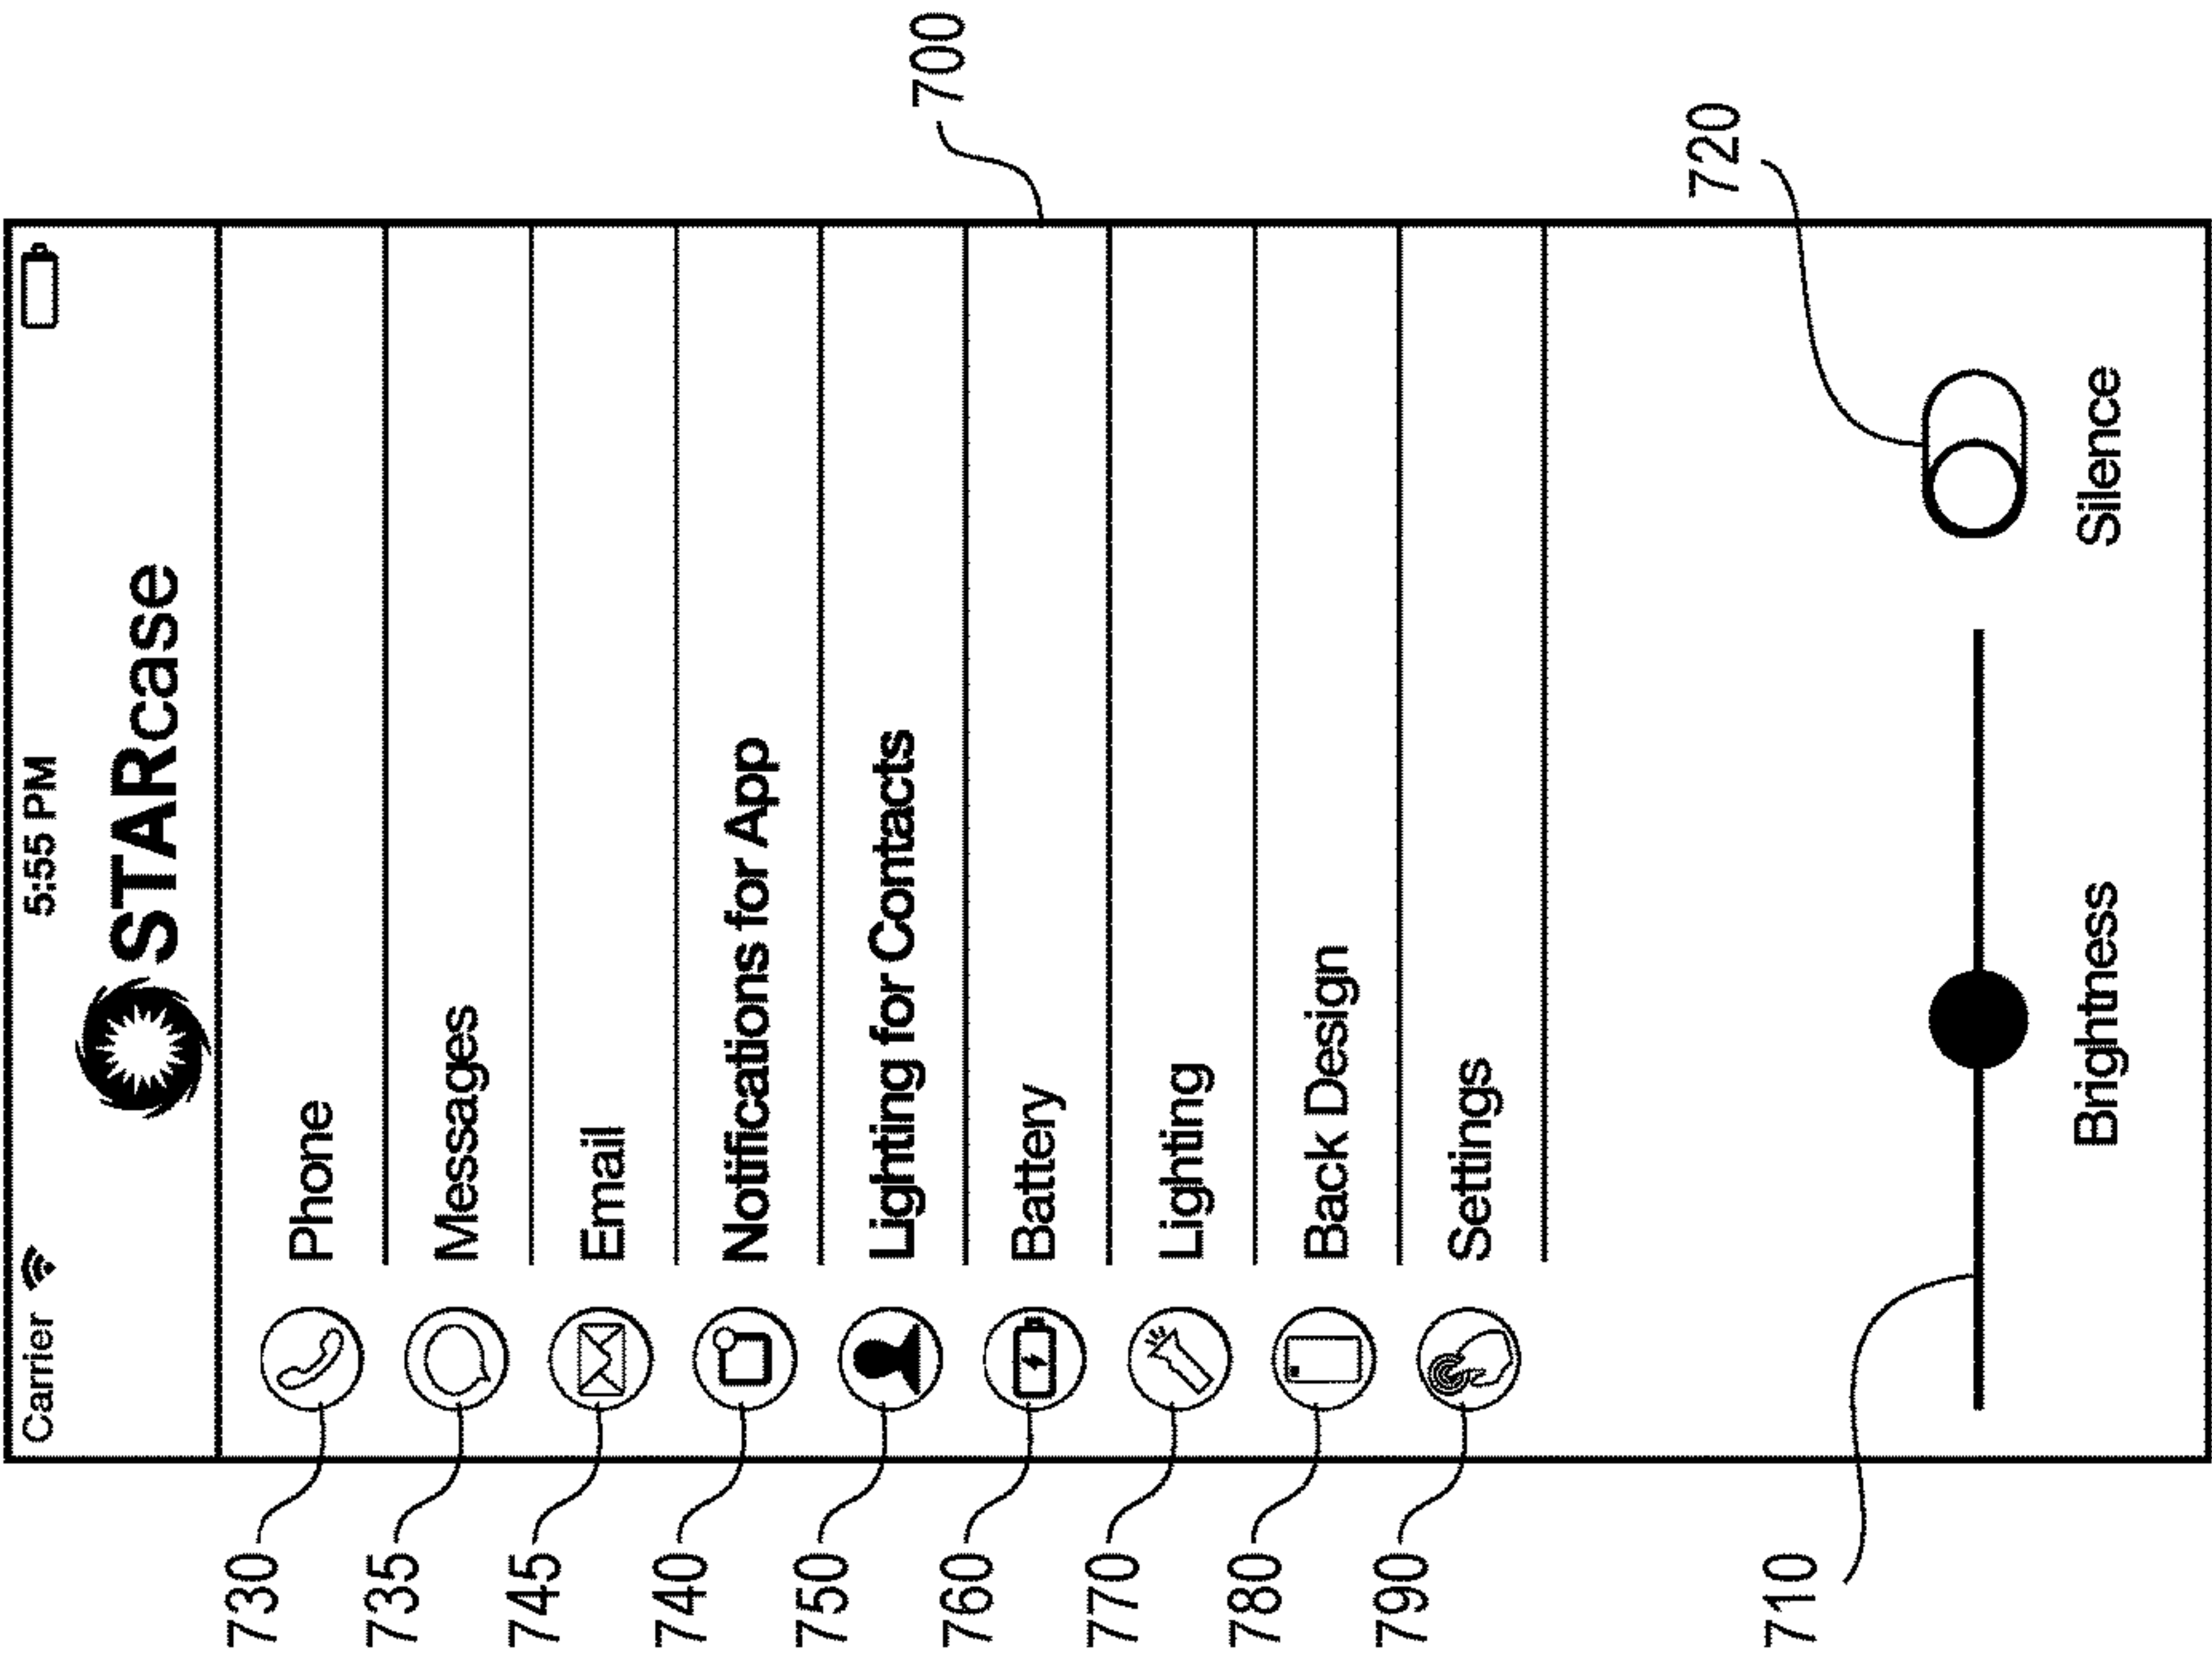 Carrier 5:55 PM
STARcase
700
730 Phone
735 Messages
745 Email
740 Notifications for App
750 Lighting for Contacts
760 Battery
770 Lighting
780 Back Design
790 Settings
720
710
Brightness Silence